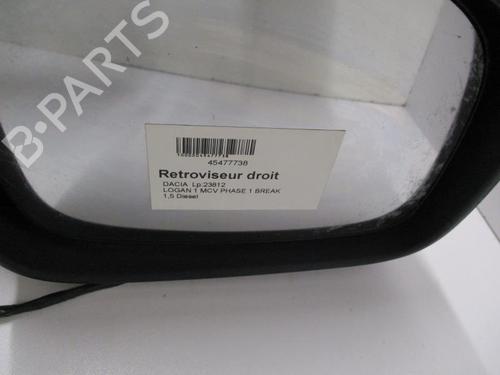 B-PARTS
45477738
Retroviseur droit
DACIA Lp:23812
LOGAN 1 MCV PHASE 1 BREAK
1,5 Diesel